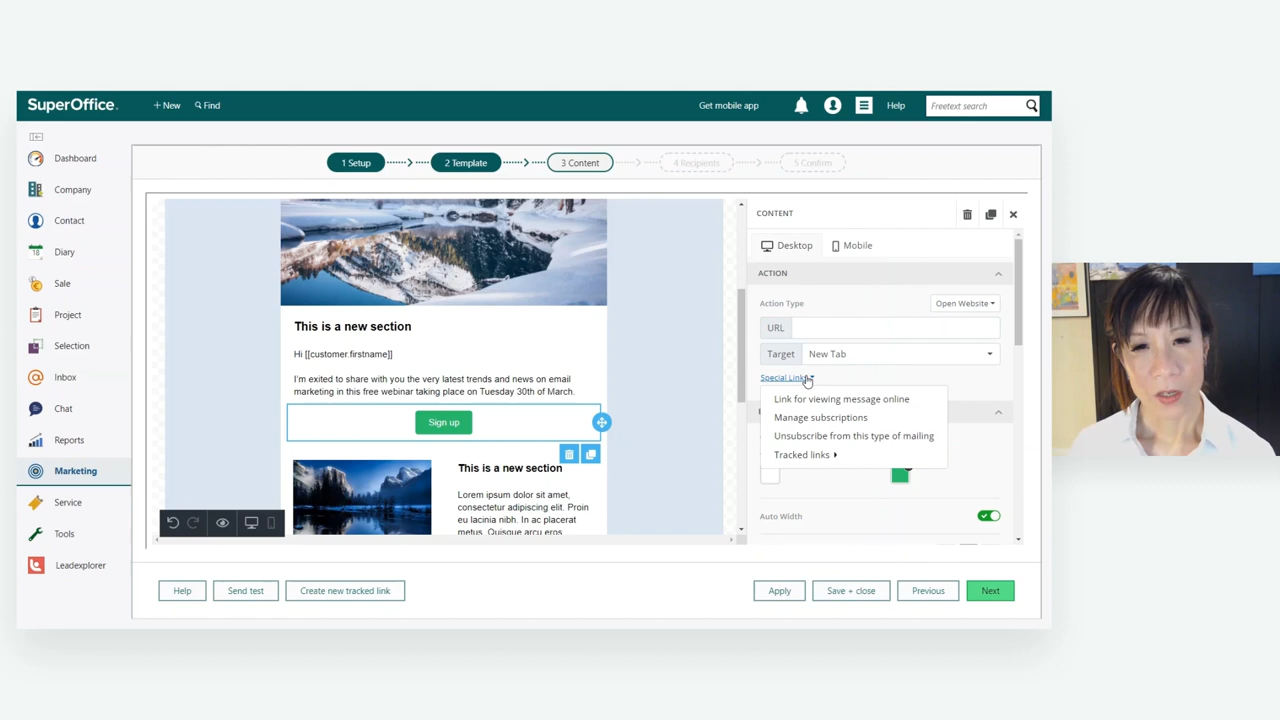 SuperOffice.
+ New
Find
Get mobile app
Help
Freetext search
Dashboard
Company
Contact
18
Diary
Sale
Project
Selection
Inbox
Chat
Reports
Marketing
Service
Tools
Leadexplorer
1 Setup
2 Template
3 Content
4 Recipients
5 Confirm
This is a new section
Hi [[customer.firstname]]
I'm exited to share with you the very latest trends and news on email
marketing in this free webinar taking place on Tuesday 30th of March.
Sign up
This is a new section
Lorem ipsum dolor sit amet,
consectetur adipiscing elit. In
eu lacinia nibh. In ac placerat
metus. Quisque arcu eros
CONTENT
Desktop
Mobile
ACTION
Action Type
Open Website
URL
Target
New Tab
Special Links
Link for viewing message online
Manage subscriptions
Unsubscribe from this type of mailing
Tracked links
Auto Width
Help
Send test
Create new tracked link
Apply
Save + close
Previous
Next